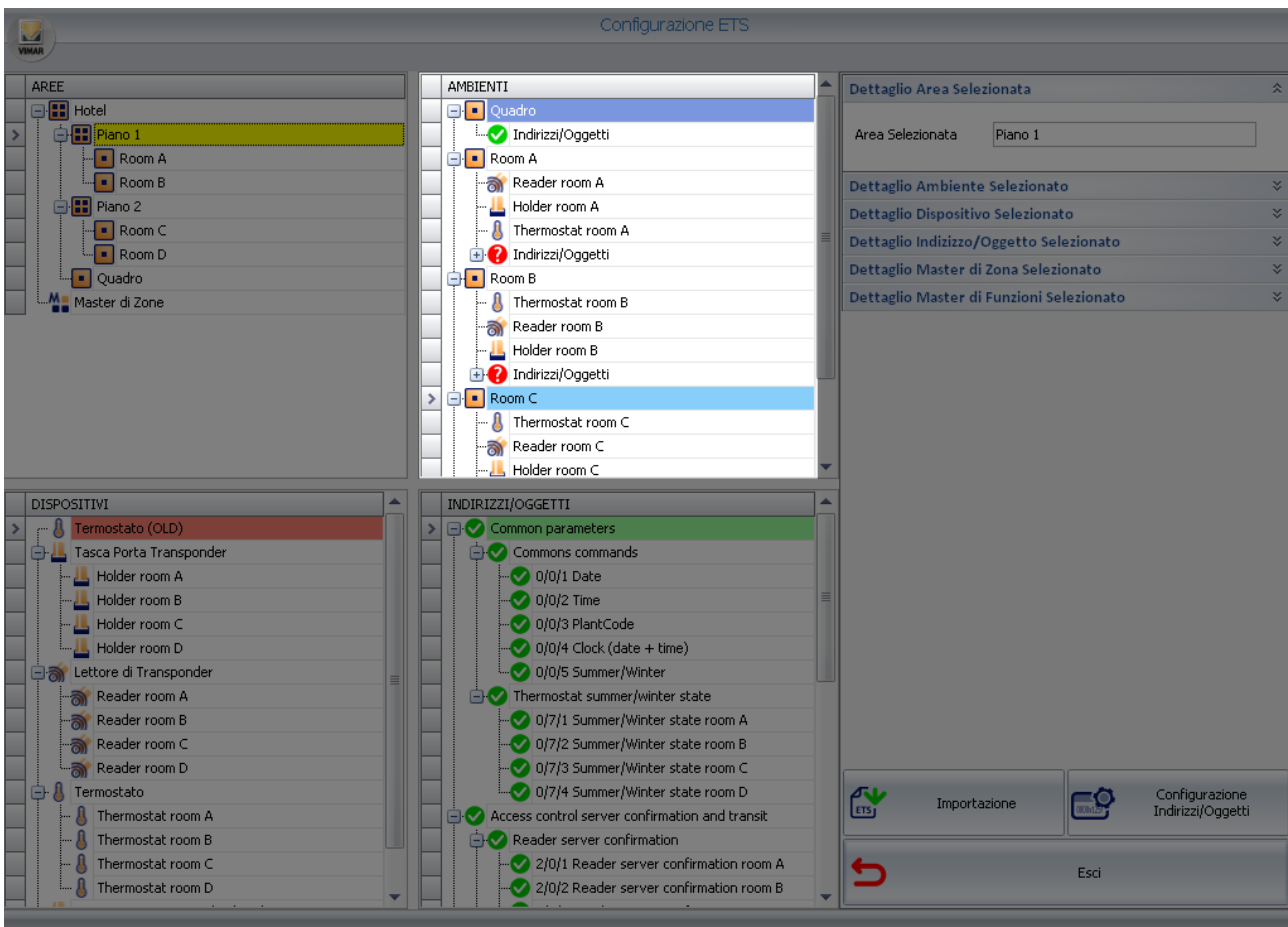 Configurazione ETS
VIMAR
AREE
Hotel
Piano 1
Room A
Room B
Piano 2
Room C
Room D
Quadro
Master di Zone
AMBIENTI
Quadro
Indirizzi/Oggetti
Room A
Reader room A
Holder room A
Thermostat room A
Indirizzi/Oggetti
Room B
Thermostat room B
Reader room B
Holder room B
Indirizzi/Oggetti
Room C
Thermostat room C
Reader room C
Holder room C
Dettaglio Area Selezionata
Area Selezionata Piano 1
Dettaglio Ambiente Selezionato
Dettaglio Dispositivo Selezionato
Dettaglio Indizizzo/Oggetto Selezionato
Dettaglio Master di Zona Selezionato
Dettaglio Master di Funzioni Selezionato
DISPOSITIVI
Termostato (OLD)
Tasca Porta Transponder
Holder room A
Holder room B
Holder room C
Holder room D
Lettore di Transponder
Reader room A
Reader room B
Reader room C
Reader room D
Termostato
Thermostat room A
Thermostat room B
Thermostat room C
Thermostat room D
INDIRIZZI/OGGETTI
Common parameters
Commons commands
0/0/1 Date
0/0/2 Time
0/0/3 PlantCode
0/0/4 Clock (date + time)
0/0/5 Summer/Winter
Thermostat summer/winter state
0/7/1 Summer/Winter state room A
0/7/2 Summer/Winter state room B
0/7/3 Summer/Winter state room C
0/7/4 Summer/Winter state room D
Access control server confirmation and transit
Reader server confirmation
2/0/1 Reader server confirmation room A
2/0/2 Reader server confirmation room B
ETS
Importazione
Configurazione
Indirizzi/Oggetti
Esci